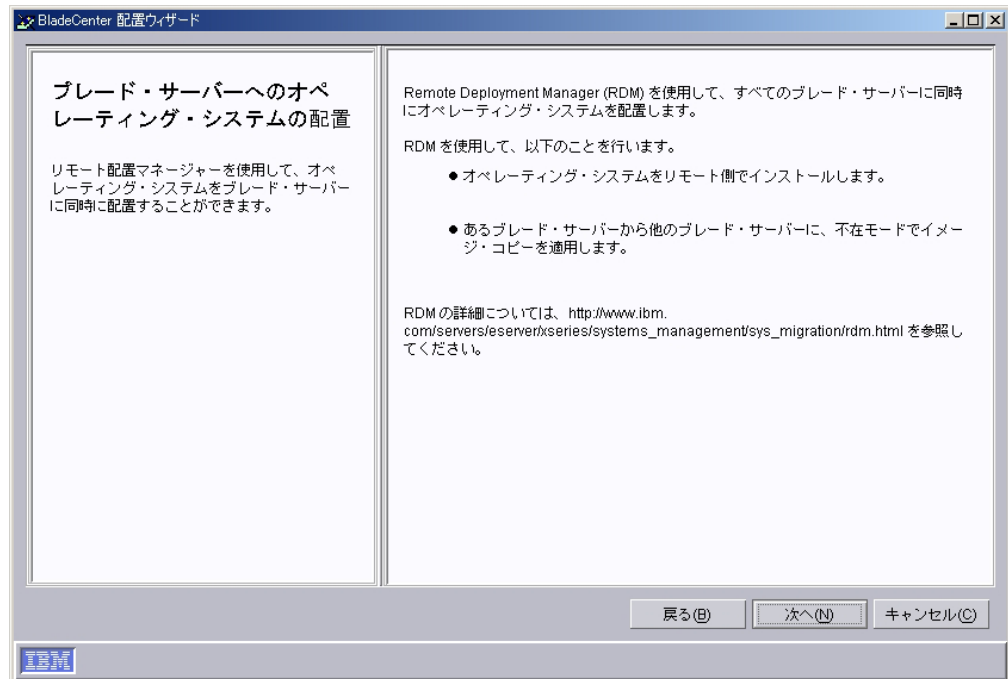 BladeCenter 配置ウィザード
ブレード・サーバーへのオペ
レーティング・システムの配置
リモート配置マネージャーを使用して、オペ
レーティング・システムをブレード・サーバー
に同時に配置することができます。
Remote Deployment Manager (RDM) を使用して、すべてのブレード・サーバーに同時
にオペレーティング・システムを配置します。
RDM を使用して、以下のことを行います。
● オペレーティング・システムをリモート側でインストールします。
● あるブレード・サーバーから他のブレード・サーバーに、不在モードでイメー
ジ・コピーを適用します。
RDM の詳細については、http://www.ibm.
com/servers/eserver/xseries/systems_management/sys_migration/rdm.html を参照し
てください。
戻る(B)
次へ(N)
キャンセル(C)
IBM